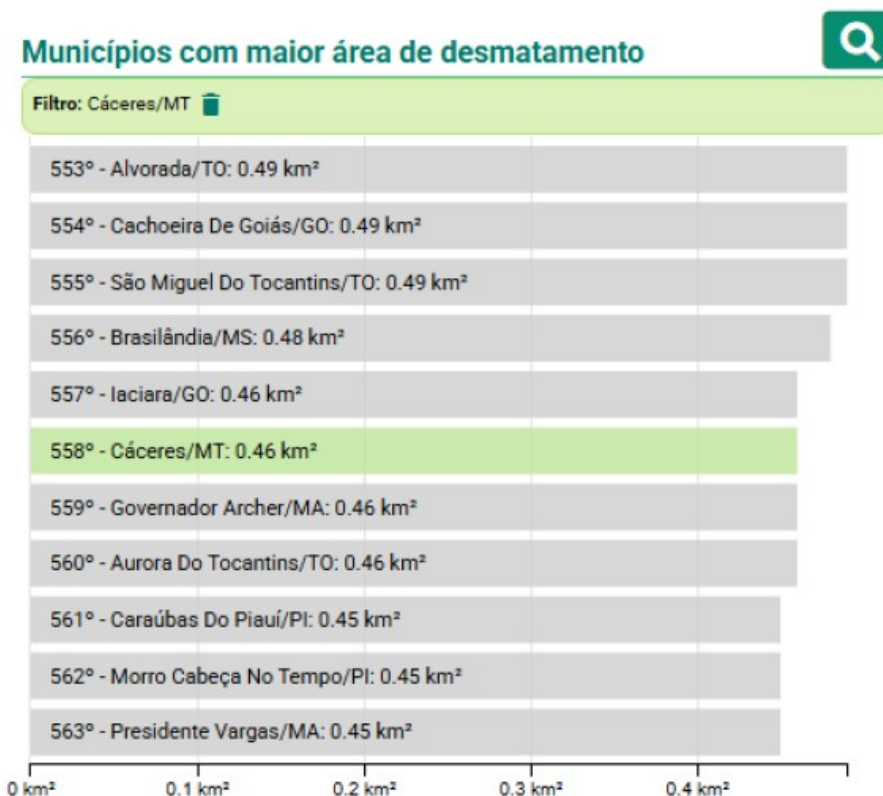 Municípios com maior área de desmatamento
Filtro: Cáceres/MT
553º - Alvorada/TO: 0.49 km²
554º - Cachoeira De Goiás/GO: 0.49 km²
555º - São Miguel Do Tocantins/TO: 0.49 km²
556º - Brasilândia/MS: 0.48 km²
557º - Iaciara/GO: 0.46 km²
558º - Cáceres/MT: 0.46 km²
559º - Governador Archer/MA: 0.46 km²
560º - Aurora Do Tocantins/TO: 0.46 km²
561º - Caraúbas Do Piauí/PI: 0.45 km²
562º - Morro Cabeça No Tempo/PI: 0.45 km²
563º - Presidente Vargas/MA: 0.45 km²
0 km² 0.1 km² 0.2 km² 0.3 km² 0.4 km²